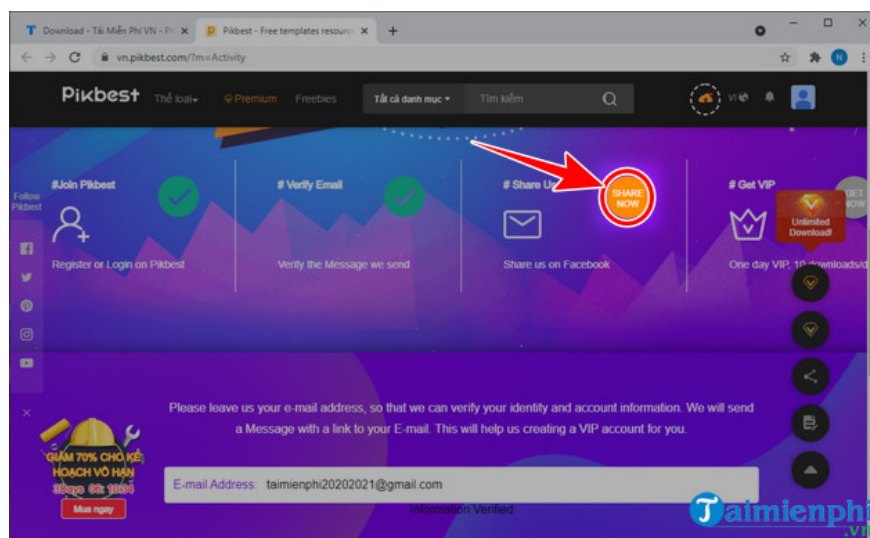 Download - Tải Miễn Phí VN - Ph
Pikbest - Free templates resourc
vn.pikbest.com/?m=Activity
N
Pikbest
Thể loại
Premium
Freebies
Tất cả danh mục
Tìm kiếm
VI
#Join Pikbest
# Verify Email
# Share Us
SHARE
NOW
# Get VIP
GET
NOW
Follow
Pikbest
Unlimited
Download!
Register or Login on Pikbest
Verify the Message we send
Share us on Facebook
One day VIP, 10 downloads/d
Please leave us your e-mail address, so that we can verify your identity and account information. We will send
a Message with a link to your E-mail. This will help us creating a VIP account for you.
GIẢM 70% CHO KẾ
HOẠCH VÔ HẠN
Mua ngay
E-mail Address: taimienphi20202021@gmail.com
Information Verified
Taimienphi
.vn